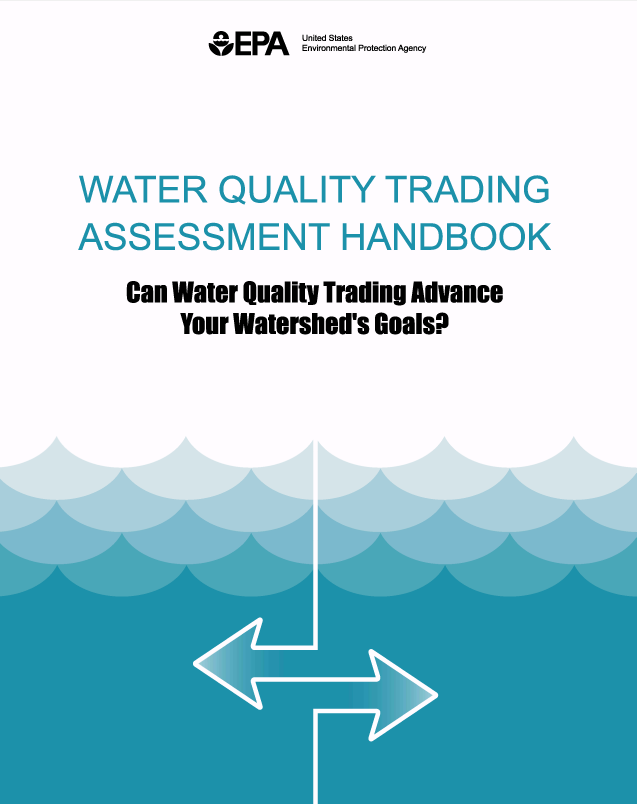 EPA
United States
Environmental Protection Agency
WATER QUALITY TRADING
ASSESSMENT HANDBOOK
Can Water Quality Trading Advance
Your Watershed's Goals?